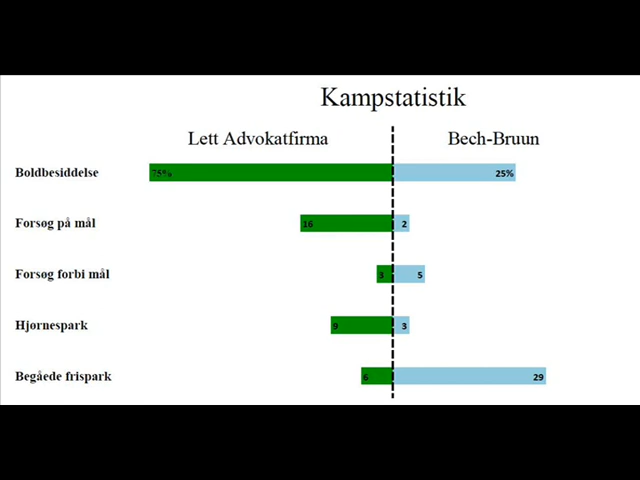 Kampstatistik
Lett Advokatfirma Bech-Bruun
Boldbesiddelse 75% 25%
Forsøg på mål 16 2
Forsøg forbi mål 3 5
Hjørnespark 9 3
Begåede frispark 6 29